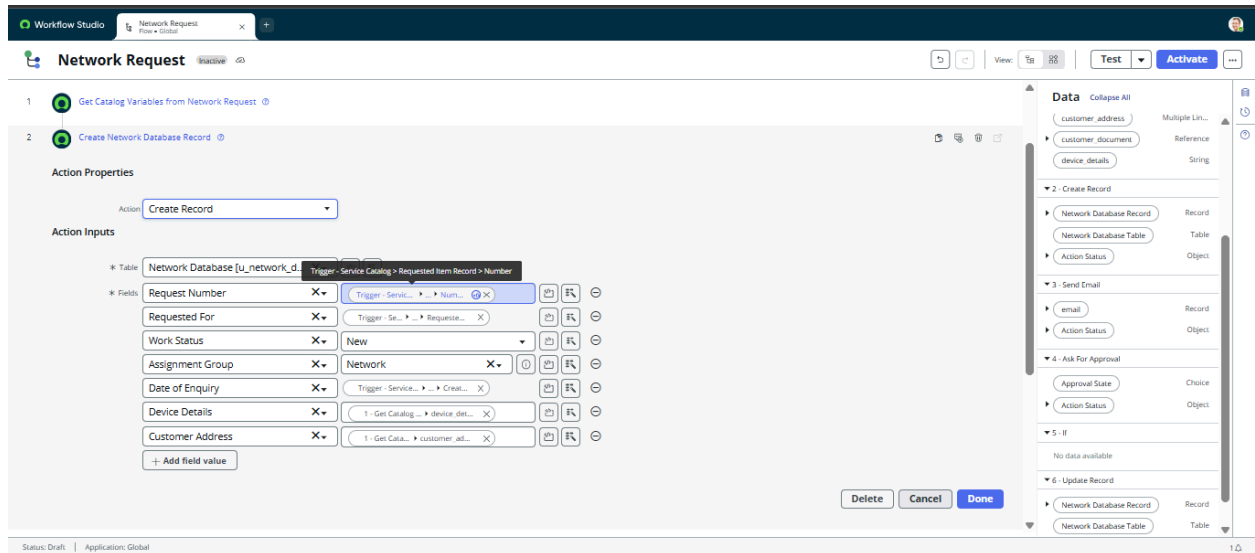 Workflow Studio
Network Request
Flow • Global
Network Request Inactive
View:
Test
Activate
1 Get Catalog Variables from Network Request
2 Create Network Database Record
Action Properties
Action Create Record
Action Inputs
* Table Network Database [u_network_d...
Trigger - Service Catalog > Requested Item Record > Number
* Fields Request Number Trigger - Servic... ▸ ... ▸ Num...
Requested For Trigger - Se... ▸ ... ▸ Requeste...
Work Status New
Assignment Group Network
Date of Enquiry Trigger - Service... ▸ ... ▸ Creat...
Device Details 1 - Get Catalog ... ▸ device_det...
Customer Address 1 - Get Cata... ▸ customer_ad...
+ Add field value
Delete Cancel Done
Data Collapse All
customer_address Multiple Lin...
customer_document Reference
device_details String
2 - Create Record
Network Database Record Record
Network Database Table Table
Action Status Object
3 - Send Email
email Record
Action Status Object
4 - Ask For Approval
Approval State Choice
Action Status Object
5 - If
No data available
6 - Update Record
Network Database Record Record
Network Database Table Table
Status: Draft | Application: Global
1